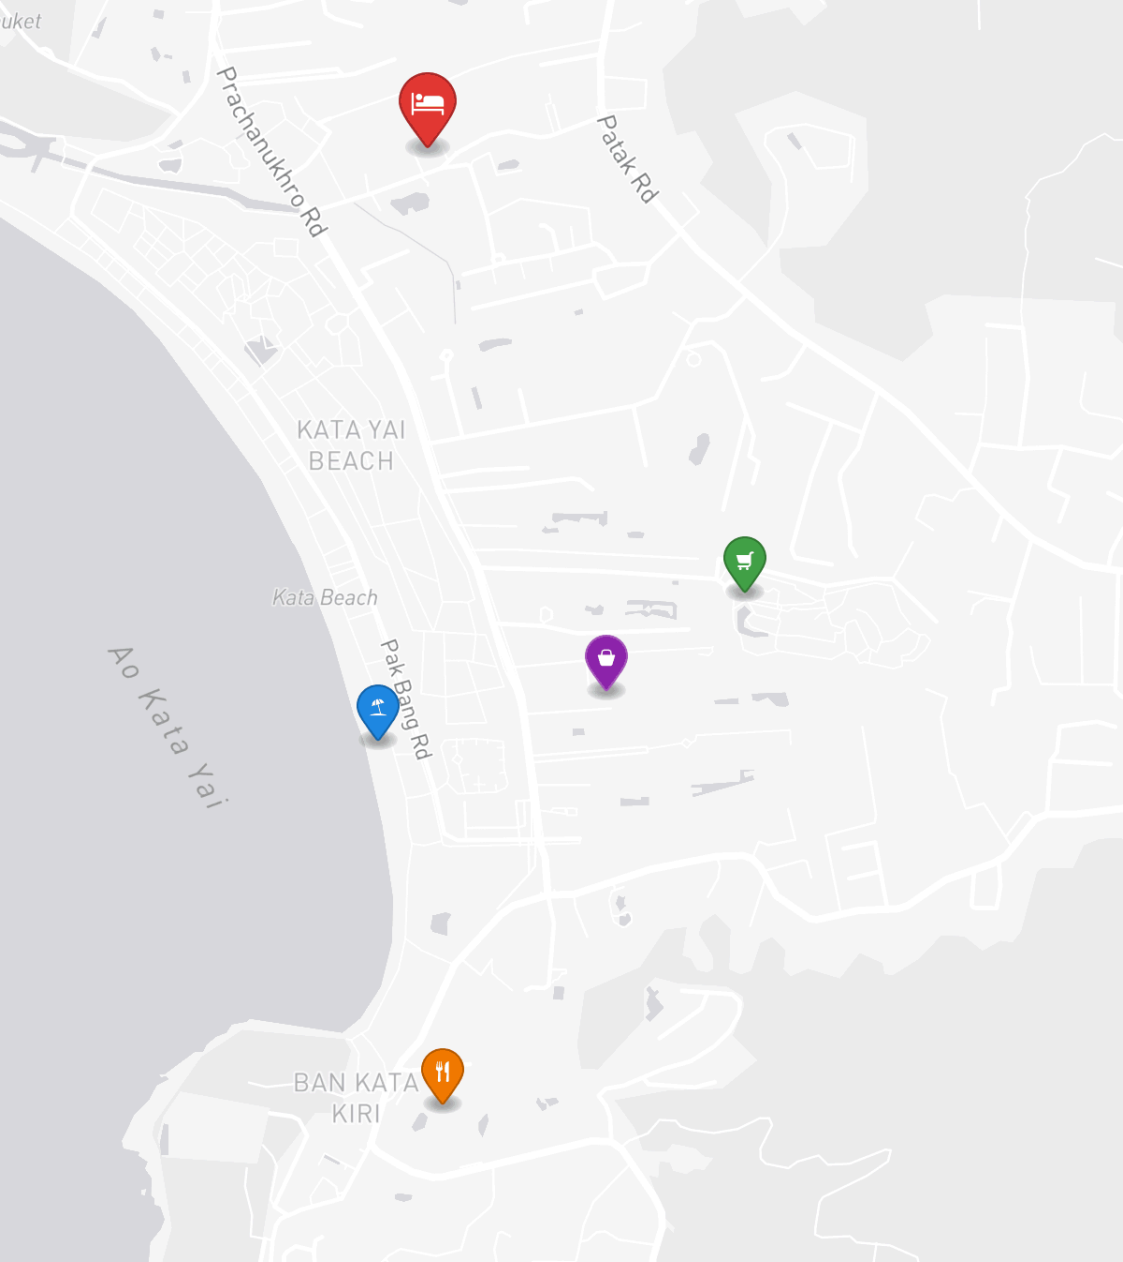 uket
Prachanukhro Rd
Patak Rd
KATA YAI
BEACH
Kata Beach
Ao Kata Yai
Pak Bang Rd
BAN KATA
KIRI